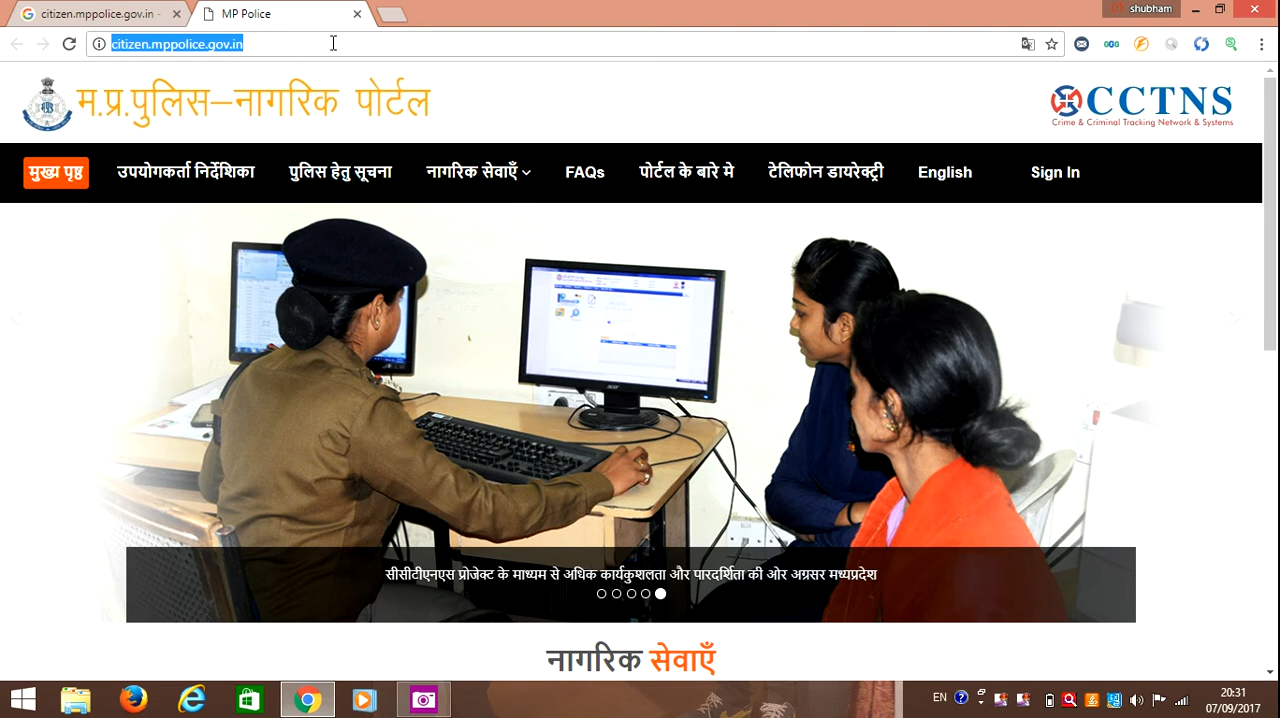 citizen.mppolice.gov.in -
MP Police
shubham
citizen.mppolice.gov.in
म.प्र.पुलिस–नागरिक पोर्टल
CCTNS
Crime & Criminal Tracking Network & Systems
मुख्य पृष्ठ उपयोगकर्ता निर्देशिका पुलिस हेतु सूचना नागरिक सेवाएँ FAQs पोर्टल के बारे मे टेलिफोन डायरेक्ट्री English Sign In
सीसीटीएनएस प्रोजेक्ट के माध्यम से अधिक कार्यकुशलता और पारदर्शिता की ओर अग्रसर मध्यप्रदेश
नागरिक सेवाएँ
EN
20:31
07/09/2017